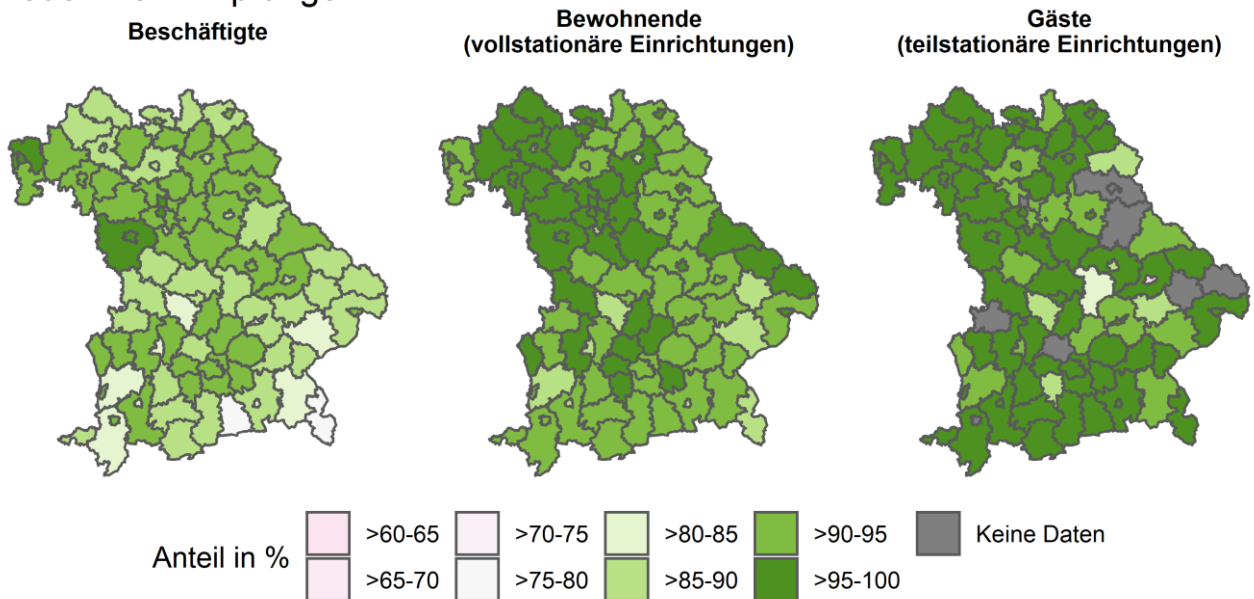 Beschäftigte
Bewohnende
(vollstationäre Einrichtungen)
Gäste
(teilstationäre Einrichtungen)
Anteil in %
>60-65
>70-75
>80-85
>90-95
Keine Daten
>65-70
>75-80
>85-90
>95-100